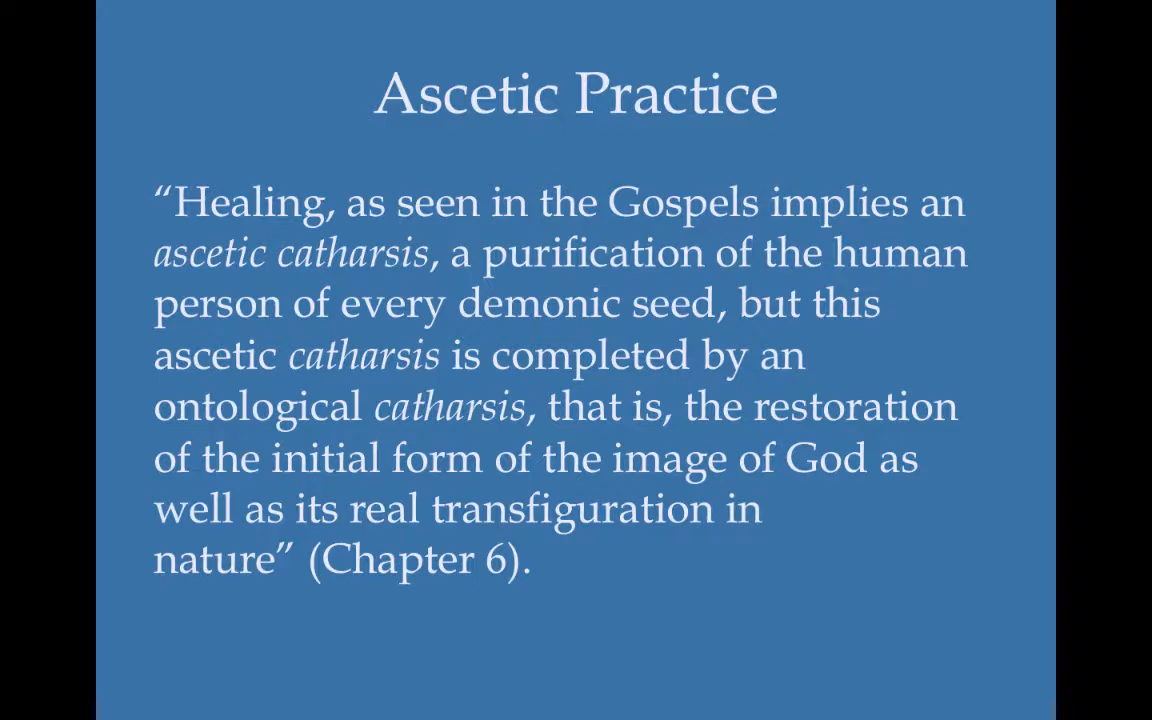 Ascetic Practice
“Healing, as seen in the Gospels implies an
ascetic catharsis, a purification of the human
person of every demonic seed, but this
ascetic catharsis is completed by an
ontological catharsis, that is, the restoration
of the initial form of the image of God as
well as its real transfiguration in
nature” (Chapter 6).